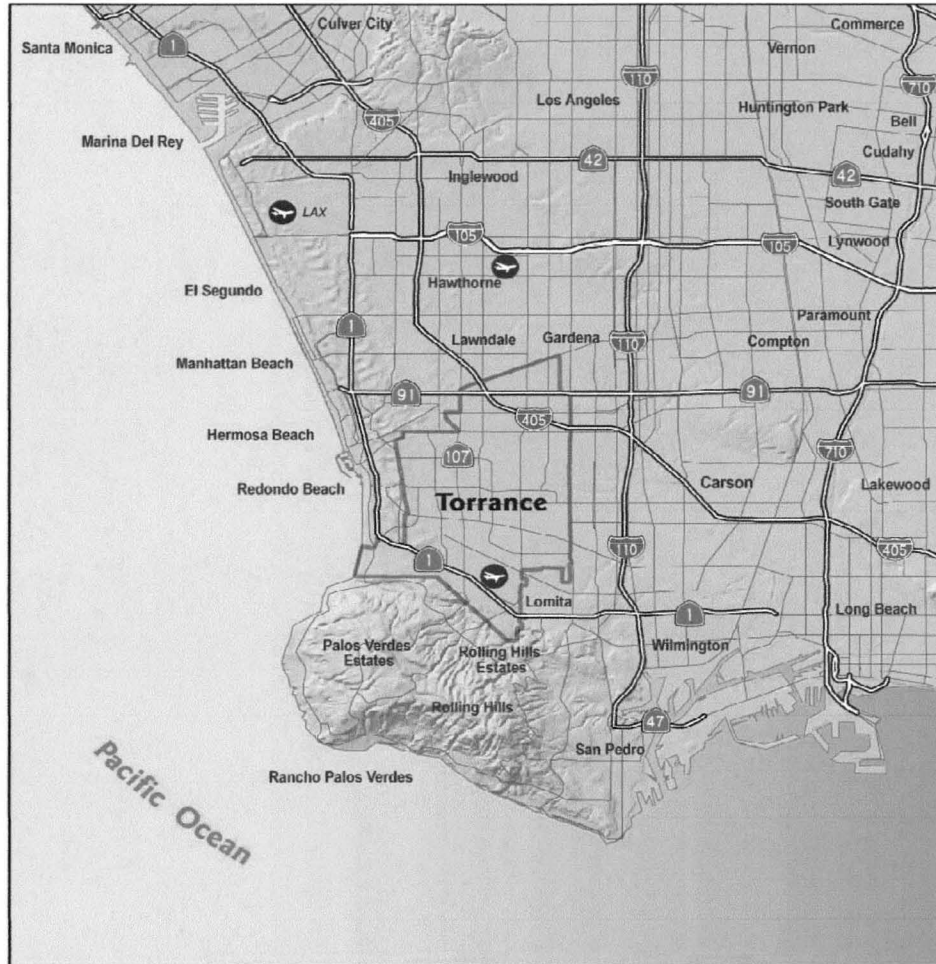 Culver City
Commerce
Santa Monica
1
Vernon
110
Los Angeles
710
Huntington Park
405
Bell
Marina Del Rey
Cudahy
42
Inglewood
42
South Gate
LAX
105
105
Lynwood
Hawthorne
El Segundo
Paramount
1
Lawndale
Gardena
110
Compton
Manhattan Beach
91
91
405
Hermosa Beach
107
710
Redondo Beach
Carson
Lakewood
Torrance
110
405
1
Lomita
1
Long Beach
Palos Verdes
Estates
Rolling Hills
Estates
Wilmington
Rolling Hills
47
San Pedro
Rancho Palos Verdes
Pacific Ocean